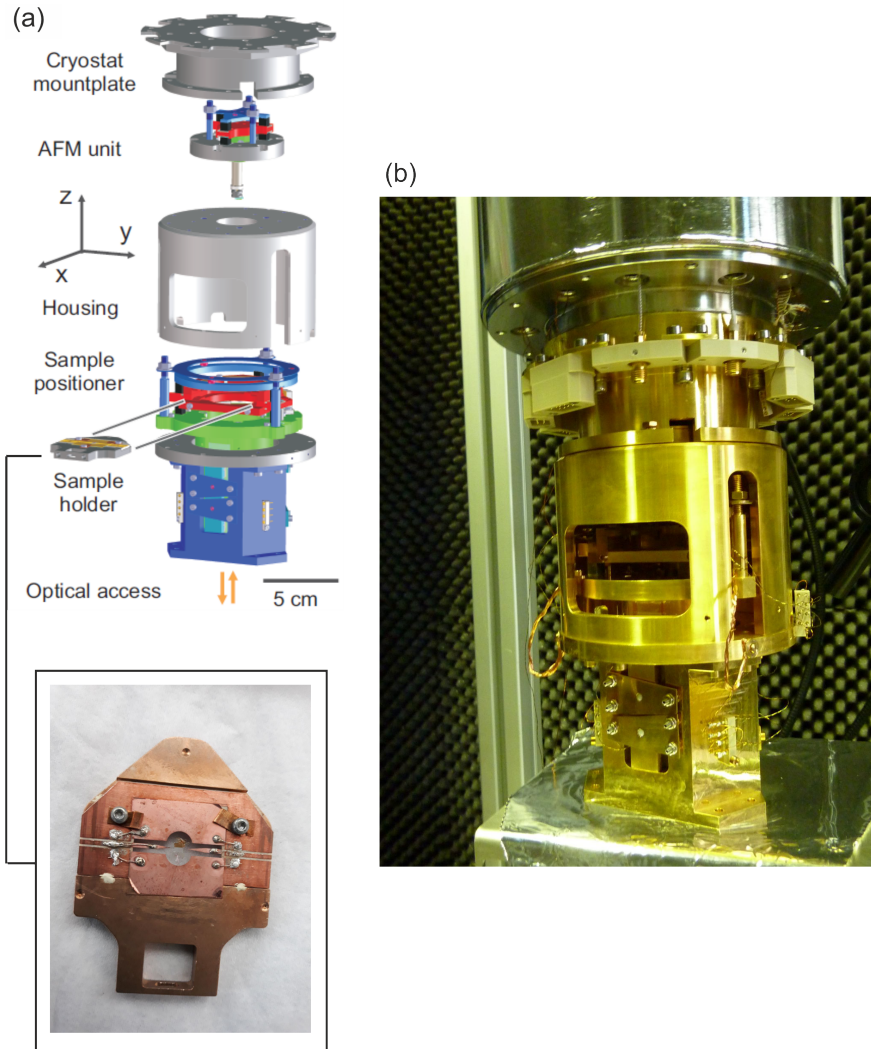 (a)
Cryostat
mountplate
AFM unit
z
y
x
Housing
Sample
positioner
Sample
holder
Optical access
5 cm
(b)